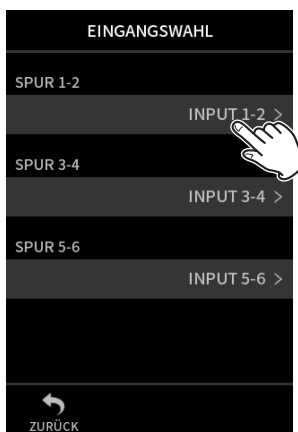 EINGANGSWAHL
SPUR 1-2
INPUT 1-2 >
SPUR 3-4
INPUT 3-4 >
SPUR 5-6
INPUT 5-6 >
ZURÜCK